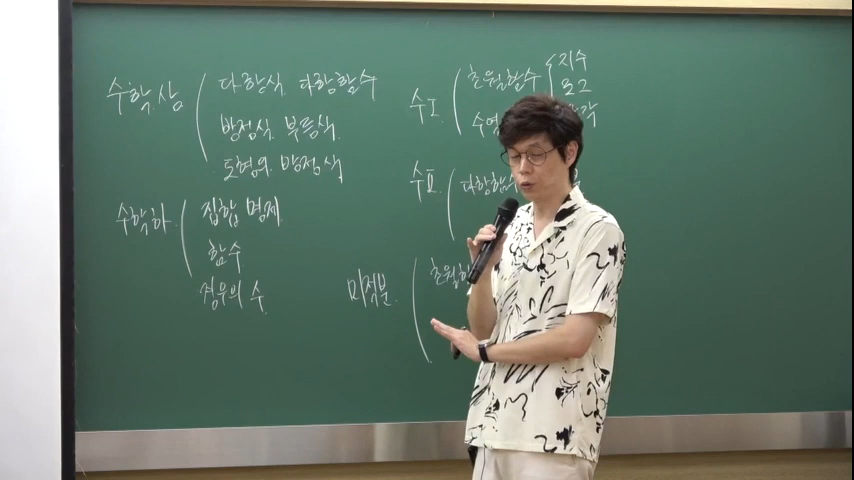 수학.상
다항식. 다항함수
방정식. 부등식.
도형의 방정식
수학하.
집합. 명제.
함수
경우의 수.
수I.
초월함수
지수
로그
수열
수II.
다항함수
미적분.
초월함